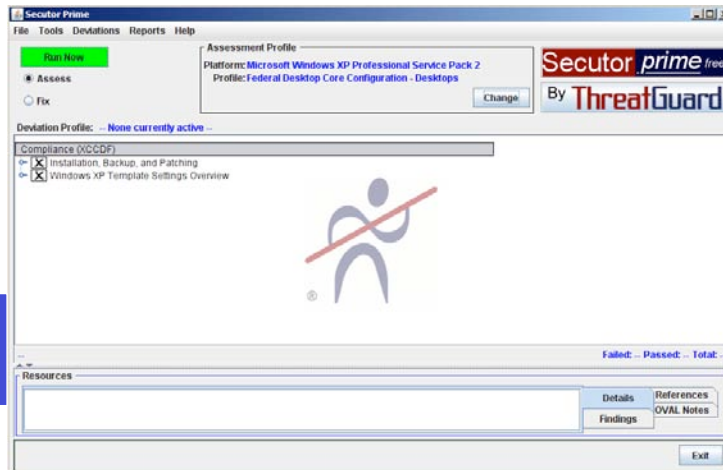 Secutor Prime
File Tools Deviations Reports Help
Run Now
Assess
Fix
Assessment Profile
Platform: Microsoft Windows XP Professional Service Pack 2
Profile: Federal Desktop Core Configuration - Desktops
Change
Secutor prime free
By ThreatGuard
Deviation Profile: -- None currently active --
Compliance (XCCDF)
X Installation, Backup, and Patching
X Windows XP Template Settings Overview
®
--
Failed: -- Passed: -- Total: --
Resources
Details
References
Findings
OVAL Notes
Exit